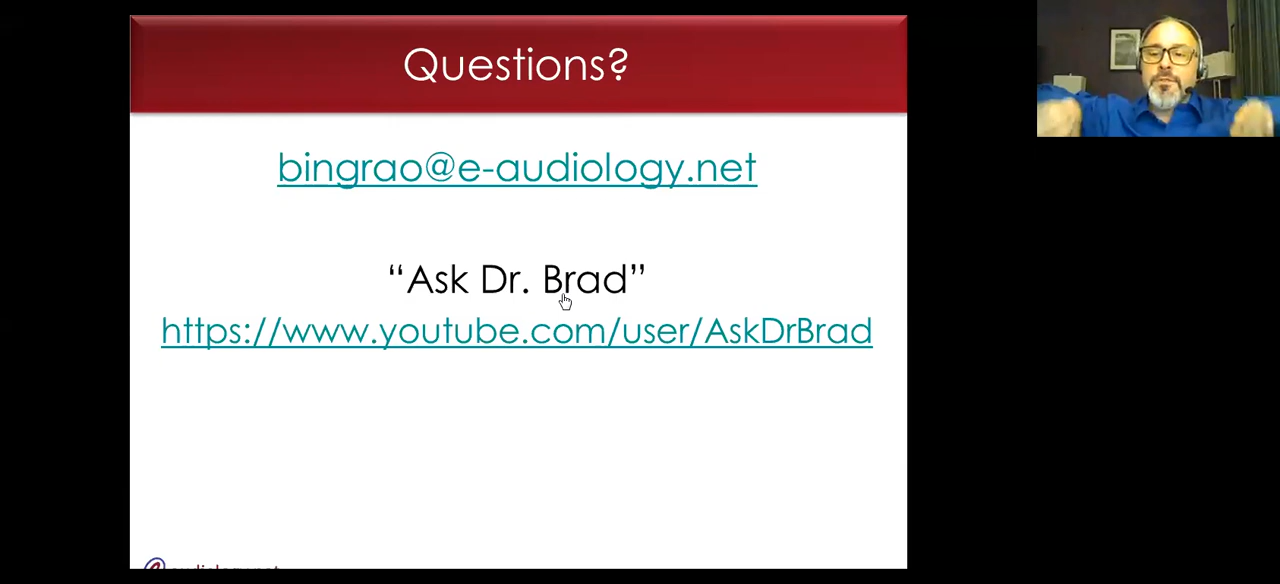 Questions?
bingrao@e-audiology.net
“Ask Dr. Brad”
https://www.youtube.com/user/AskDrBrad